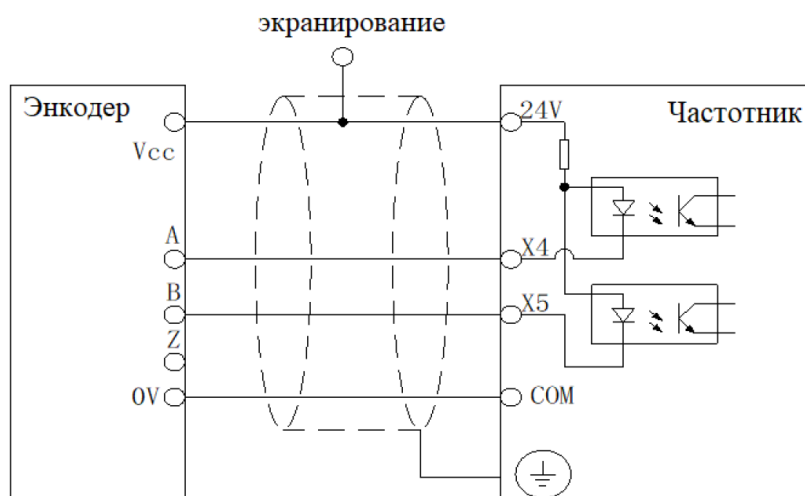 экранирование
Энкодер
Частотник
Vcc
24V
A
X4
B
X5
Z
0V
COM